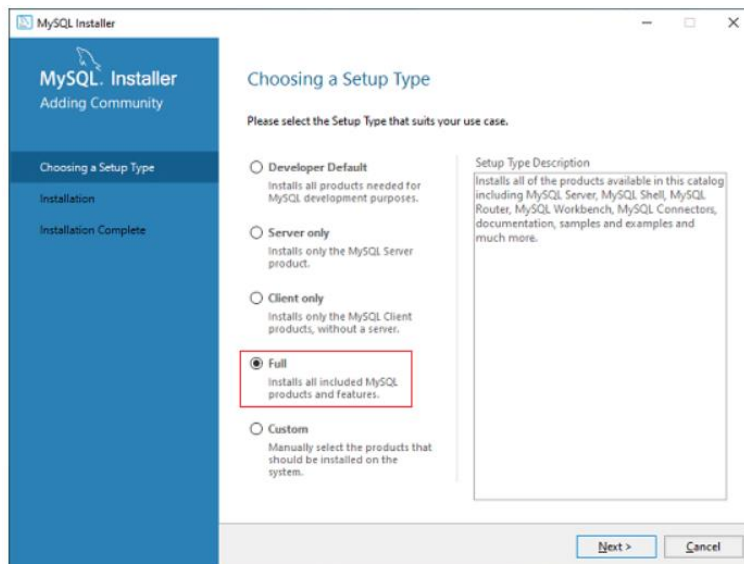 MySQL Installer
MySQL. Installer
Adding Community
Choosing a Setup Type
Installation
Installation Complete
Choosing a Setup Type
Please select the Setup Type that suits your use case.
Developer Default
Installs all products needed for
MySQL development purposes.
Server only
Installs only the MySQL Server
product.
Client only
Installs only the MySQL Client
products, without a server.
Full
Installs all included MySQL
products and features.
Custom
Manually select the products that
should be installed on the
system.
Setup Type Description
Installs all of the products available in this catalog
including MySQL Server, MySQL Shell, MySQL
Router, MySQL Workbench, MySQL Connectors,
documentation, samples and examples and
much more.
Next >
Cancel